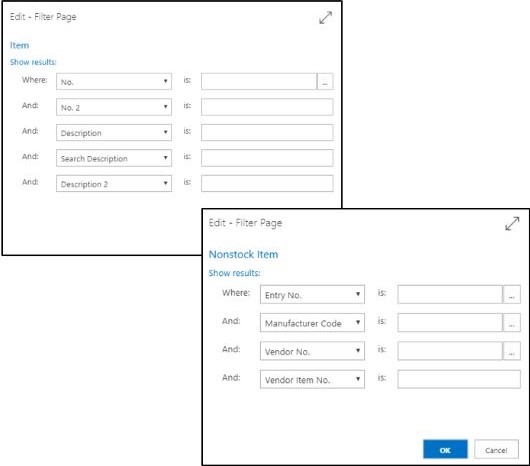 Edit - Filter Page
Item
Show results:
Where: No. is: ...
And: No. 2 is:
And: Description is:
And: Search Description is:
And: Description 2 is:
Edit - Filter Page
Nonstock Item
Show results:
Where: Entry No. is: ...
And: Manufacturer Code is: ...
And: Vendor No. is: ...
And: Vendor Item No. is:
OK Cancel